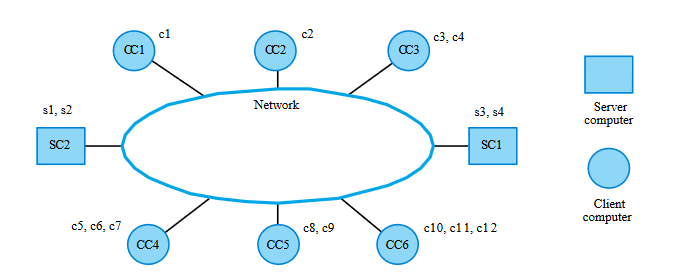 c1
CC1
c2
CC2
c3, c4
CC3
Network
s1, s2
SC2
s3, s4
SC1
c5, c6, c7
CC4
c8, c9
CC5
c10, c11, c12
CC6
Server
computer
Client
computer